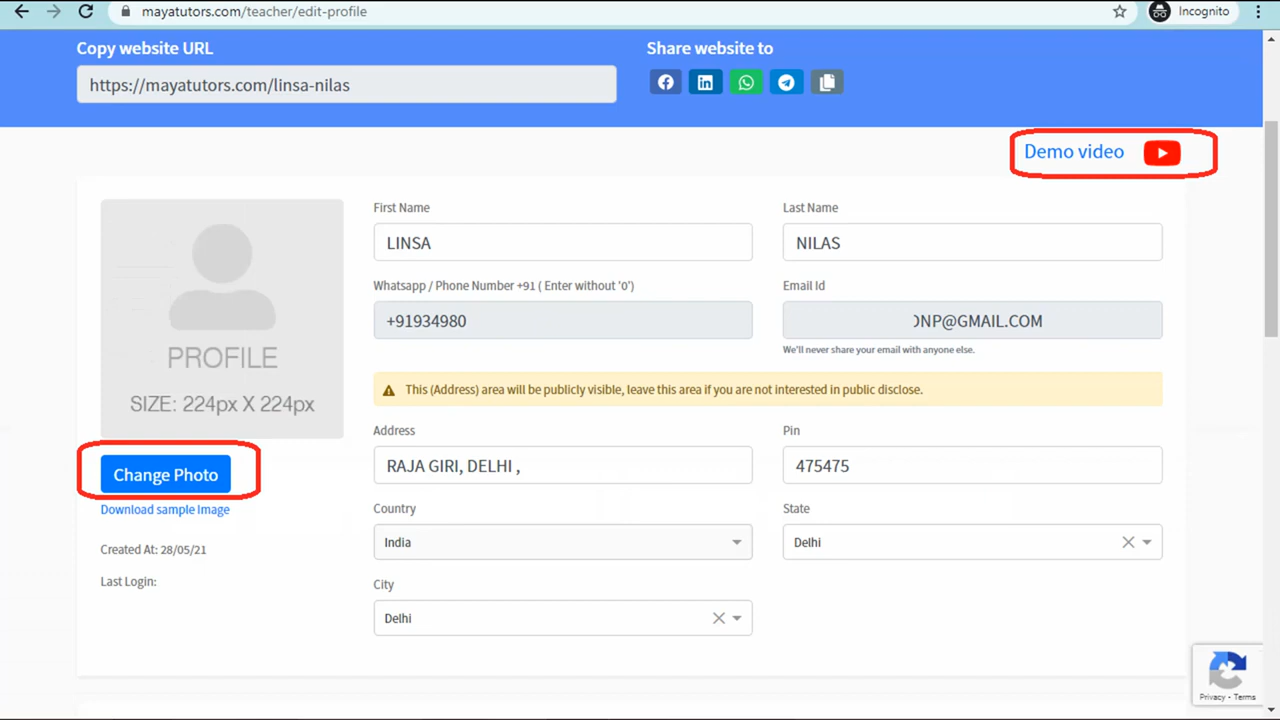 mayatutors.com/teacher/edit-profile
Incognito
Copy website URL
Share website to
https://mayatutors.com/linsa-nilas
Demo video
PROFILE
SIZE: 224px X 224px
Change Photo
Download sample Image
Created At: 28/05/21
Last Login:
First Name
Last Name
LINSA
NILAS
Whatsapp / Phone Number +91 ( Enter without '0')
Email Id
+91934980
NP@GMAIL.COM
We'll never share your email with anyone else.
This (Address) area will be publicly visible, leave this area if you are not interested in public disclose.
Address
Pin
RAJA GIRI, DELHI ,
475475
Country
State
India
Delhi
City
Delhi
Privacy - Terms